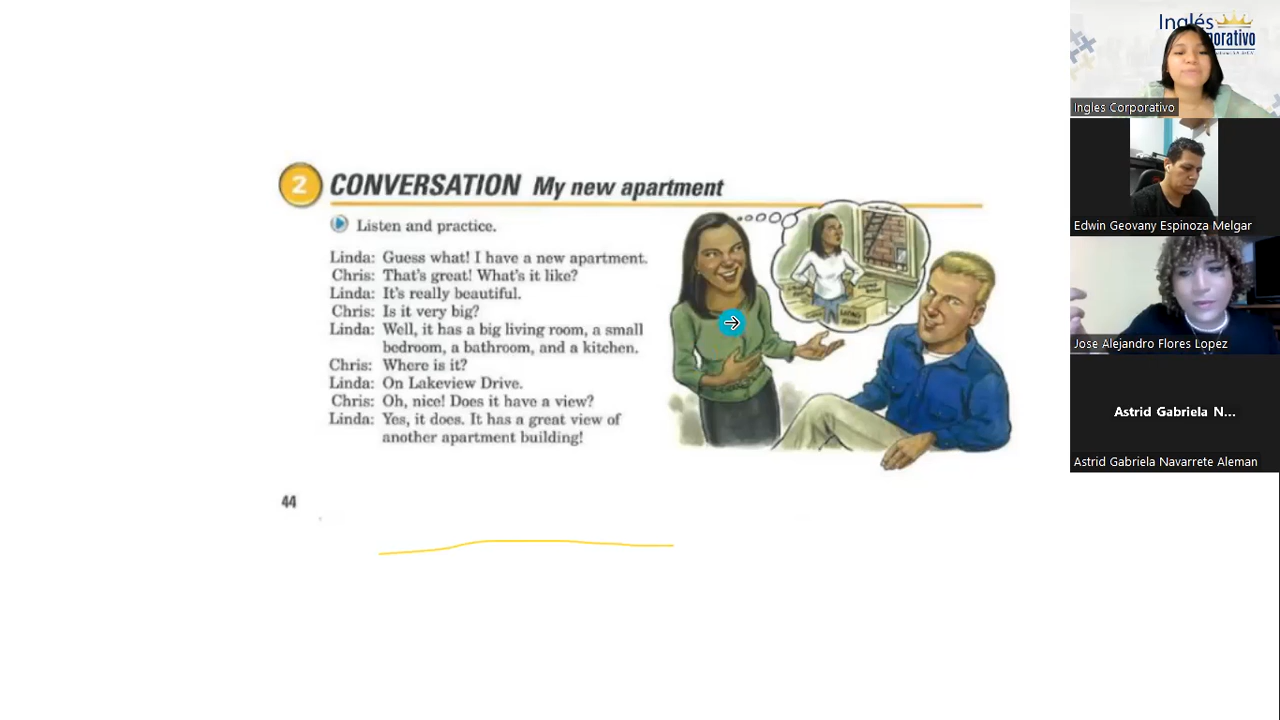 2 CONVERSATION My new apartment
Listen and practice.
Linda: Guess what! I have a new apartment.
Chris: That's great! What's it like?
Linda: It's really beautiful.
Chris: Is it very big?
Linda: Well, it has a big living room, a small
bedroom, a bathroom, and a kitchen.
Chris: Where is it?
Linda: On Lakeview Drive.
Chris: Oh, nice! Does it have a view?
Linda: Yes, it does. It has a great view of
another apartment building!
44
Inglés
Ingles Corporativo
Edwin Geovany Espinoza Melgar
Jose Alejandro Flores Lopez
Astrid Gabriela N...
Astrid Gabriela Navarrete Aleman